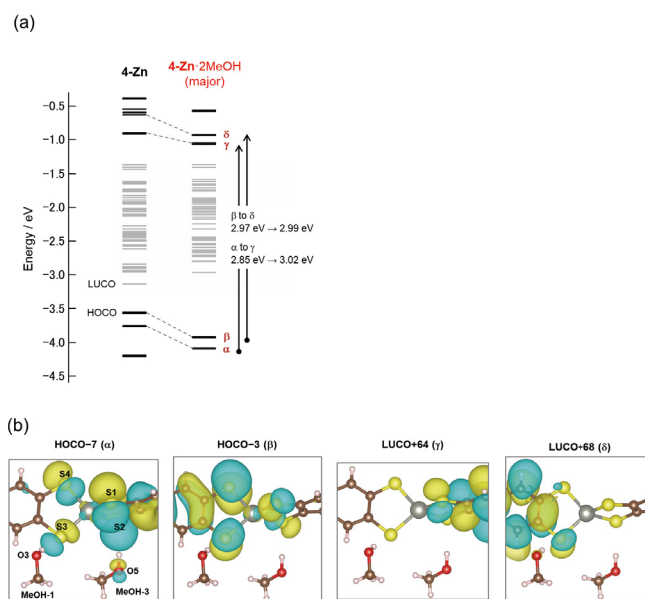 (a)
4-Zn
4-Zn·2MeOH
(major)
Energy / eV
−0.5
−1.0
−1.5
−2.0
−2.5
−3.0
−3.5
−4.0
−4.5
LUCO
HOCO
δ
γ
β to δ
2.97 eV → 2.99 eV
α to γ
2.85 eV → 3.02 eV
β
α
(b)
HOCO−7 (α)
HOCO−3 (β)
LUCO+64 (γ)
LUCO+68 (δ)
S4
S1
S3
S2
O3
O5
MeOH-1
MeOH-3